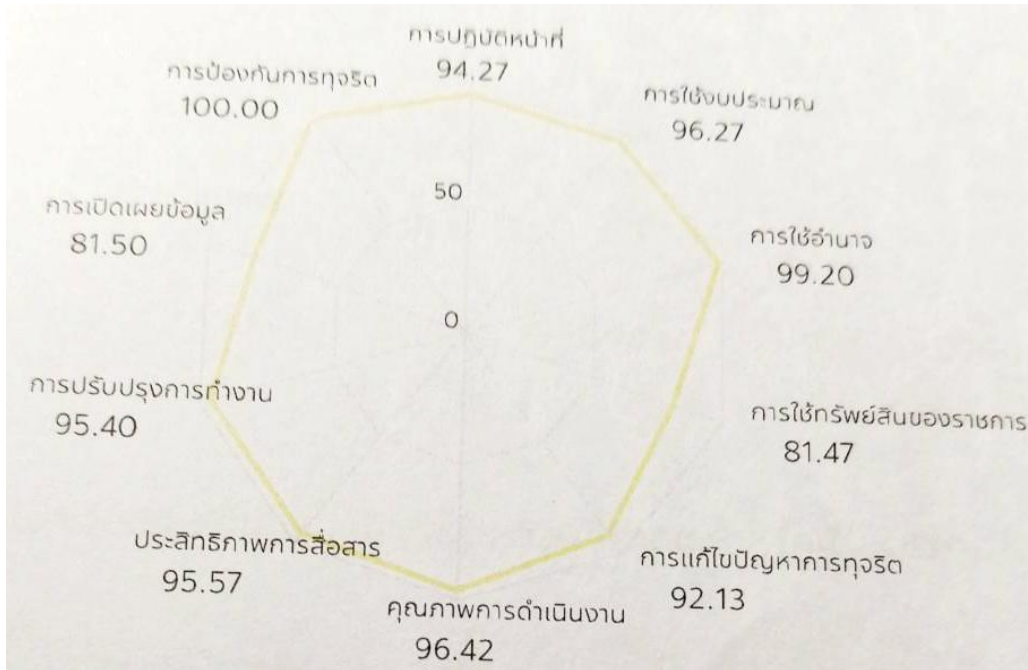 การปฏิบัติหน้าที่
94.27
การป้องกันการทุจริต
100.00
การใช้งบประมาณ
96.27
50
การเปิดเผยข้อมูล
81.50
การใช้อำนาจ
99.20
0
การปรับปรุงการทำงาน
95.40
การใช้ทรัพย์สินของราชการ
81.47
ประสิทธิภาพการสื่อสาร
95.57
การแก้ไขปัญหาการทุจริต
92.13
คุณภาพการดำเนินงาน
96.42